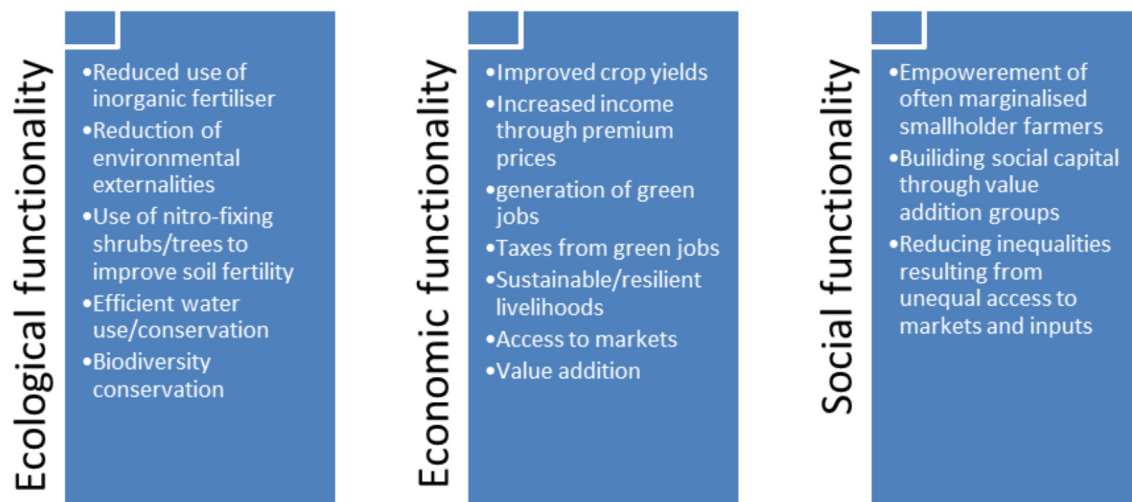 Ecological functionality
•Reduced use of
inorganic fertiliser
•Reduction of
environmental
externalities
•Use of nitro-fixing
shrubs/trees to
improve soil fertility
•Efficient water
use/conservation
•Biodiversity
conservation
Economic functionality
•Improved crop yields
•Increased income
through premium
prices
•generation of green
jobs
•Taxes from green jobs
•Sustainable/resilient
livelihoods
•Access to markets
•Value addition
Social functionality
•Empowerement of
often marginalised
smallholder farmers
•Builiding social capital
through value
addition groups
•Reducing inequalities
resulting from
unequal access to
markets and inputs